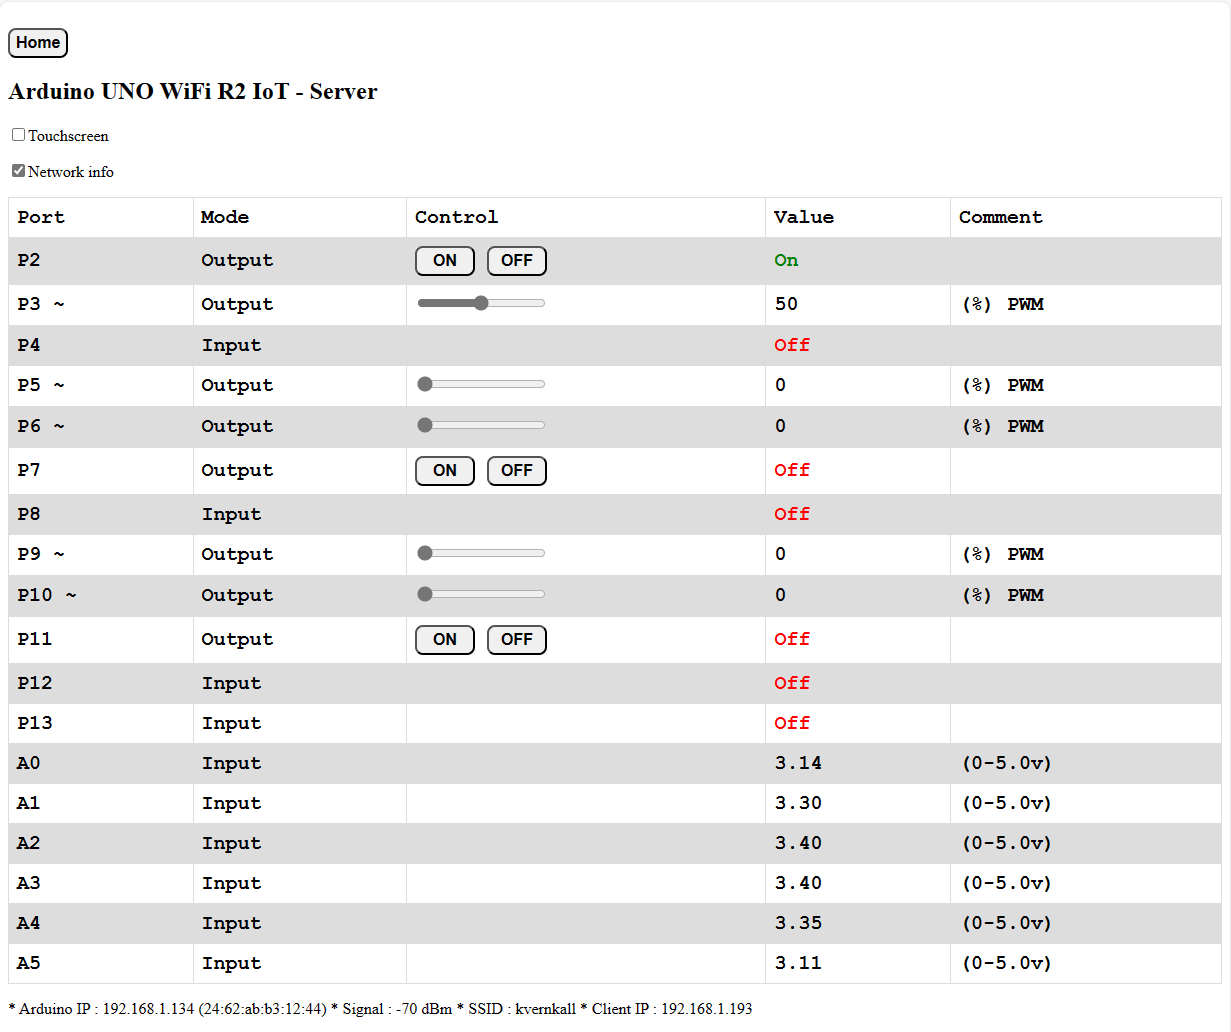 Home
Arduino UNO WiFi R2 IoT - Server
Touchscreen
Network info
Port Mode Control Value Comment
P2 Output ON OFF On
P3 ~ Output 50 (%) PWM
P4 Input Off
P5 ~ Output 0 (%) PWM
P6 ~ Output 0 (%) PWM
P7 Output ON OFF Off
P8 Input Off
P9 ~ Output 0 (%) PWM
P10 ~ Output 0 (%) PWM
P11 Output ON OFF Off
P12 Input Off
P13 Input Off
A0 Input 3.14 (0-5.0v)
A1 Input 3.30 (0-5.0v)
A2 Input 3.40 (0-5.0v)
A3 Input 3.40 (0-5.0v)
A4 Input 3.35 (0-5.0v)
A5 Input 3.11 (0-5.0v)
* Arduino IP : 192.168.1.134 (24:62:ab:b3:12:44) * Signal : -70 dBm * SSID : kvernkall * Client IP : 192.168.1.193